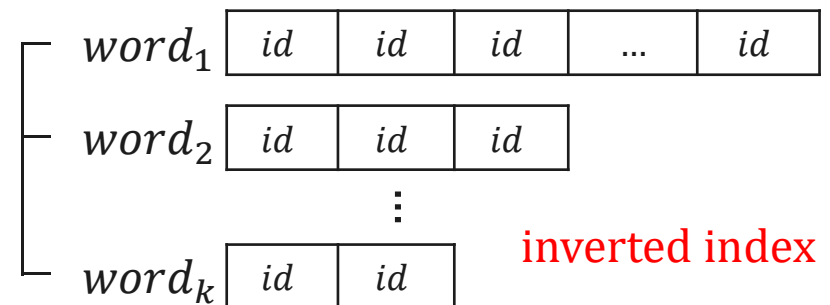 word₁ id id id ... id
word₂ id id id
⋮
inverted index
wordₖ id id